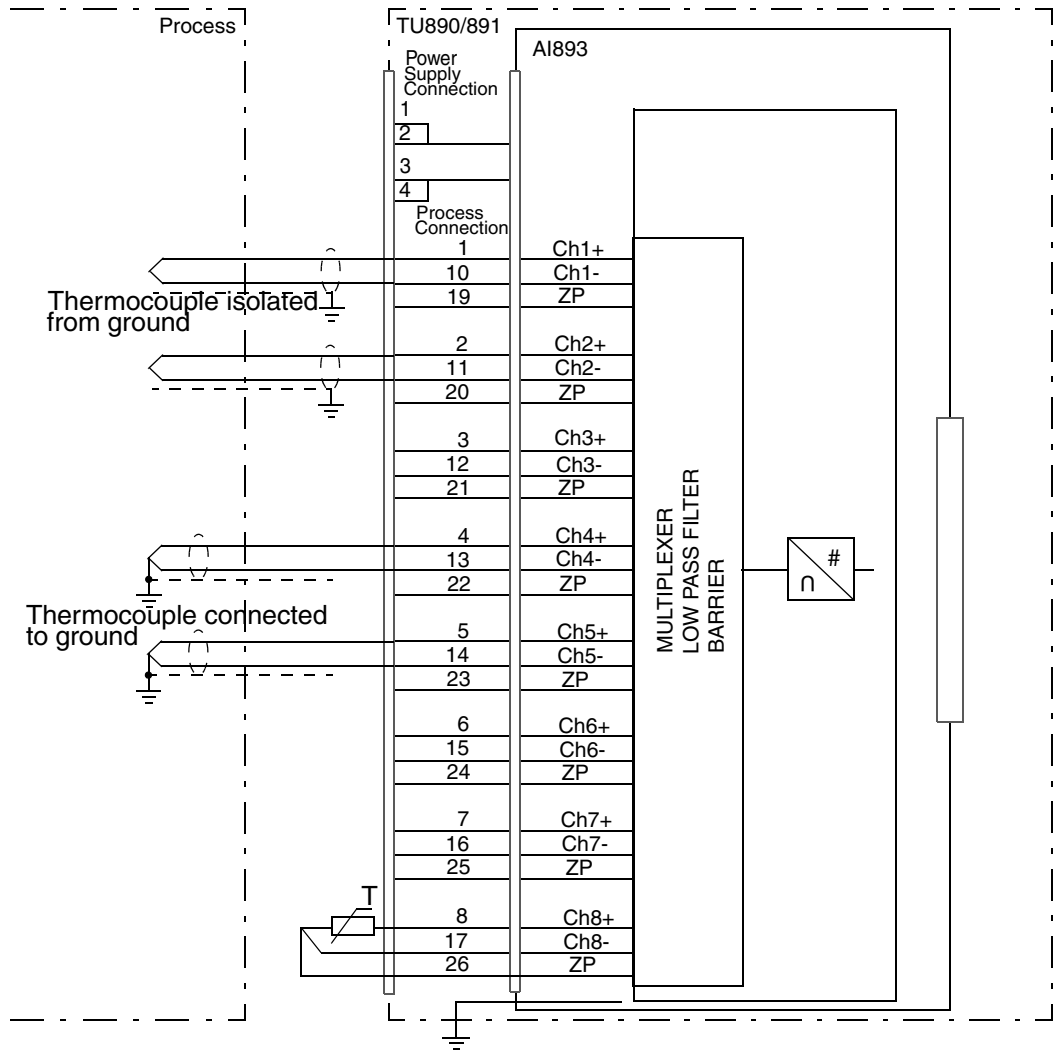 Process
TU890/891
AI893
Power
Supply
Connection
1
2
3
4
Process
Connection
1 Ch1+
10 Ch1-
19 ZP
Thermocouple isolated
from ground
2 Ch2+
11 Ch2-
20 ZP
3 Ch3+
12 Ch3-
21 ZP
4 Ch4+
13 Ch4-
22 ZP
Thermocouple connected
to ground
5 Ch5+
14 Ch5-
23 ZP
6 Ch6+
15 Ch6-
24 ZP
7 Ch7+
16 Ch7-
25 ZP
T
8 Ch8+
17 Ch8-
26 ZP
MULTIPLEXER
LOW PASS FILTER
BARRIER
#
∩